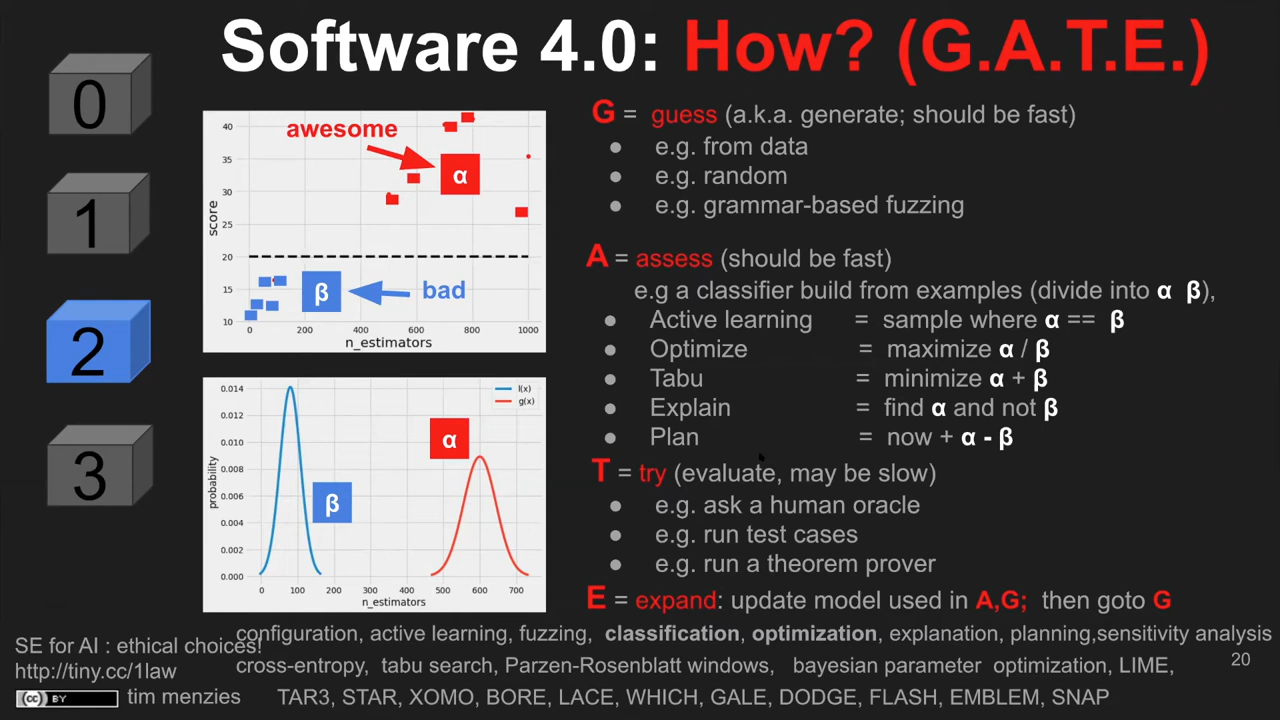 Software 4.0: How? (G.A.T.E.)
0
1
2
3
40
35
30
25
20
15
10
score
awesome
α
β
bad
0 200 400 600 800 1000
n_estimators
0.014
0.012
0.010
0.008
0.006
0.004
0.002
0.000
probability
l(x)
g(x)
α
β
0 100 200 300 400 500 600 700
n_estimators
G = guess (a.k.a. generate; should be fast)
● e.g. from data
● e.g. random
● e.g. grammar-based fuzzing
A = assess (should be fast)
e.g a classifier build from examples (divide into α β),
● Active learning = sample where α == β
● Optimize = maximize α / β
● Tabu = minimize α + β
● Explain = find α and not β
● Plan = now + α - β
T = try (evaluate, may be slow)
● e.g. ask a human oracle
● e.g. run test cases
● e.g. run a theorem prover
E = expand: update model used in A,G; then goto G
configuration, active learning, fuzzing, classification, optimization, explanation, planning,sensitivity analysis
cross-entropy, tabu search, Parzen-Rosenblatt windows, bayesian parameter optimization, LIME,
TAR3, STAR, XOMO, BORE, LACE, WHICH, GALE, DODGE, FLASH, EMBLEM, SNAP
SE for AI : ethical choices!
http://tiny.cc/1law
cc BY tim menzies
20